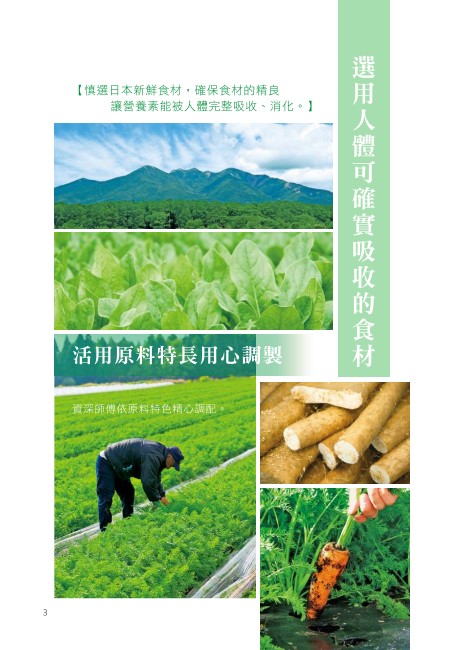 選用人體可確實吸收的食材
【慎選日本新鮮食材，確保食材的精良
讓營養素能被人體完整吸收、消化。】
活用原料特長用心調製
資深師傅依原料特色精心調配。
3